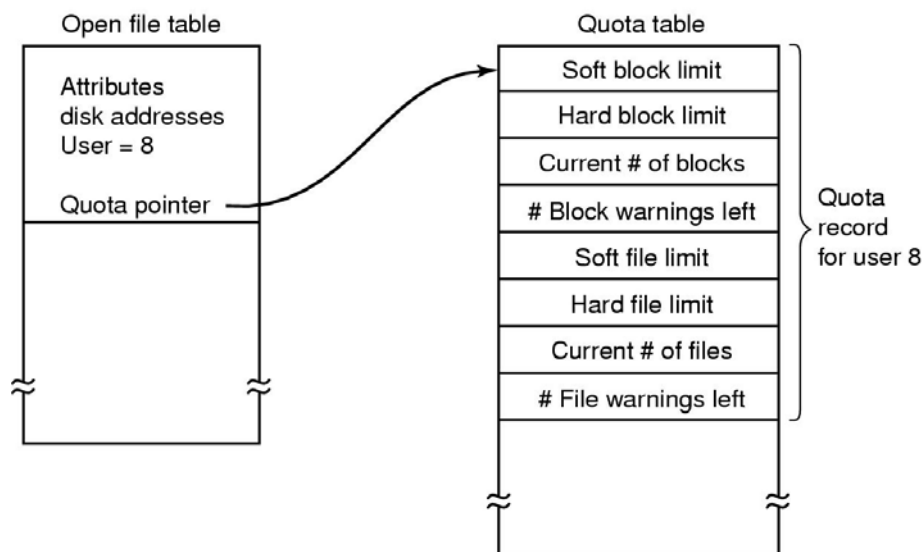 Open file table
Attributes
disk addresses
User = 8
Quota pointer
Quota table
Soft block limit
Hard block limit
Current # of blocks
# Block warnings left
Soft file limit
Hard file limit
Current # of files
# File warnings left
Quota
record
for user 8